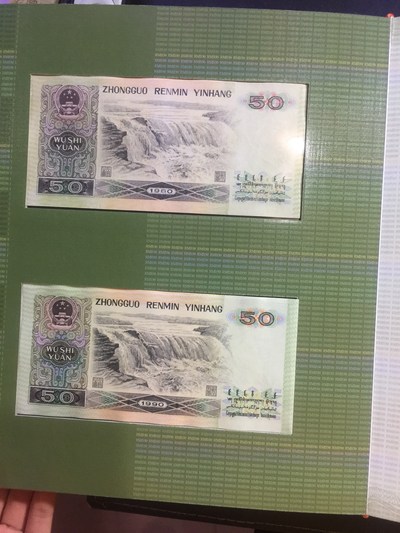 ZHONGGUO RENMIN YINHANG
50
WUSHI
YUAN
50
1980
ZHONGGUO RENMIN YINHANG
50
WUSHI
YUAN
50
1990